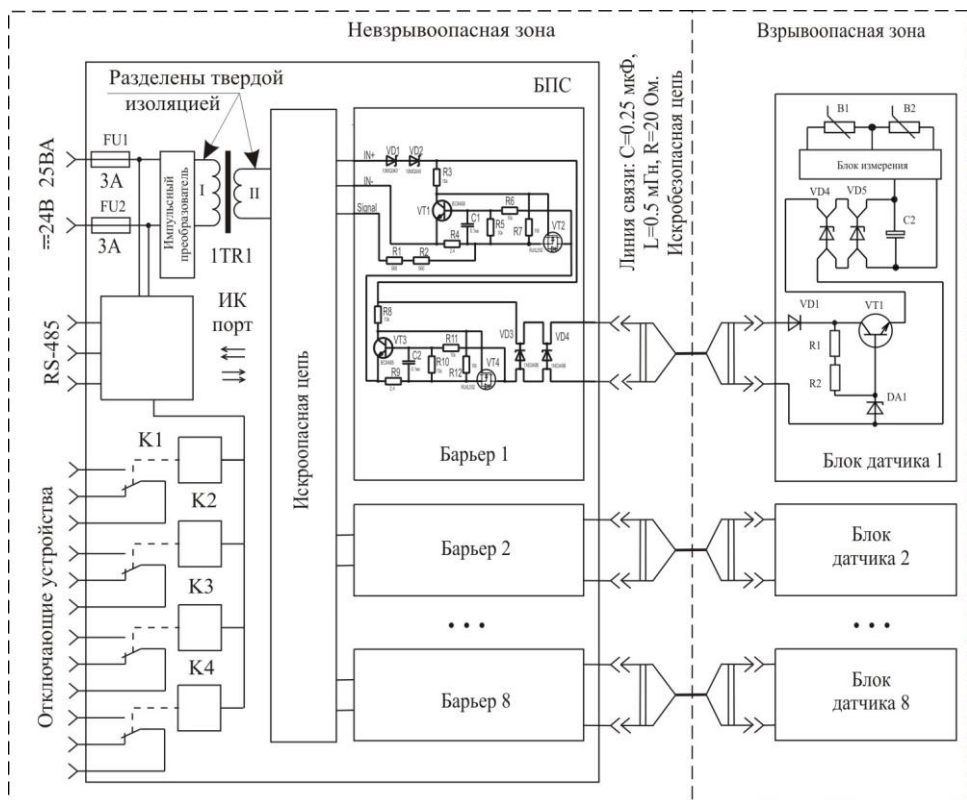 Невзрывоопасная зона
Взрывоопасная зона
Разделены твердой
изоляцией
БПС
=24В 25ВА
FU1
3А
FU2
3А
Импульсный
преобразователь
I
II
1TR1
RS-485
ИК
порт
Искроопасная цепь
IN+
IN-
Signal
VD1
VD2
R3
VT1
C1
R4
R5
R6
R7
VT2
R1
R2
R8
VT3
C2
R9
R10
R11
R12
VT4
VD3
VD4
Барьер 1
Линия связи: С=0.25 мкФ,
L=0.5 мГн, R=20 Ом.
Искробезопасная цепь
B1
B2
Блок измерения
VD4
VD5
C2
VD1
VT1
R1
R2
DA1
Блок датчика 1
Отключающие устройства
К1
К2
К3
К4
Барьер 2
Блок
датчика 2
• • •
• • •
Барьер 8
Блок
датчика 8